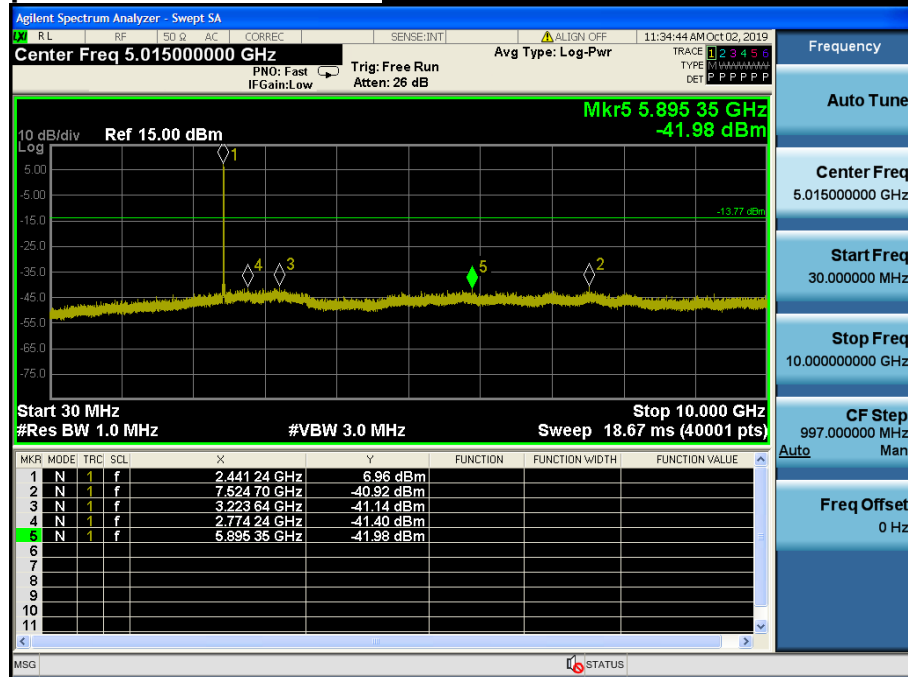 Agilent Spectrum Analyzer - Swept SA
LXI RL RF 50 Ω AC CORREC SENSE:INT ALIGN OFF 11:34:44 AM Oct 02, 2019
Center Freq 5.015000000 GHz
PNO: Fast
IFGain:Low
Trig: Free Run
Atten: 26 dB
Avg Type: Log-Pwr
TRACE 1 2 3 4 5 6
TYPE M
DET P P P P P P
Mkr5 5.895 35 GHz
-41.98 dBm
10 dB/div Ref 15.00 dBm
Log
1
5.00
-5.00
-13.77 dBm
-15.0
-25.0
4 3 5 2
-35.0
-45.0
-55.0
-65.0
-75.0
Start 30 MHz Stop 10.000 GHz
#Res BW 1.0 MHz #VBW 3.0 MHz Sweep 18.67 ms (40001 pts)
MKR MODE TRC SCL X Y FUNCTION FUNCTION WIDTH FUNCTION VALUE
1 N 1 f 2.441 24 GHz 6.96 dBm
2 N 1 f 7.524 70 GHz -40.92 dBm
3 N 1 f 3.223 64 GHz -41.14 dBm
4 N 1 f 2.774 24 GHz -41.40 dBm
5 N 1 f 5.895 35 GHz -41.98 dBm
6
7
8
9
10
11
MSG STATUS
Frequency
Auto Tune
Center Freq
5.015000000 GHz
Start Freq
30.000000 MHz
Stop Freq
10.000000000 GHz
CF Step
997.000000 MHz
Auto Man
Freq Offset
0 Hz